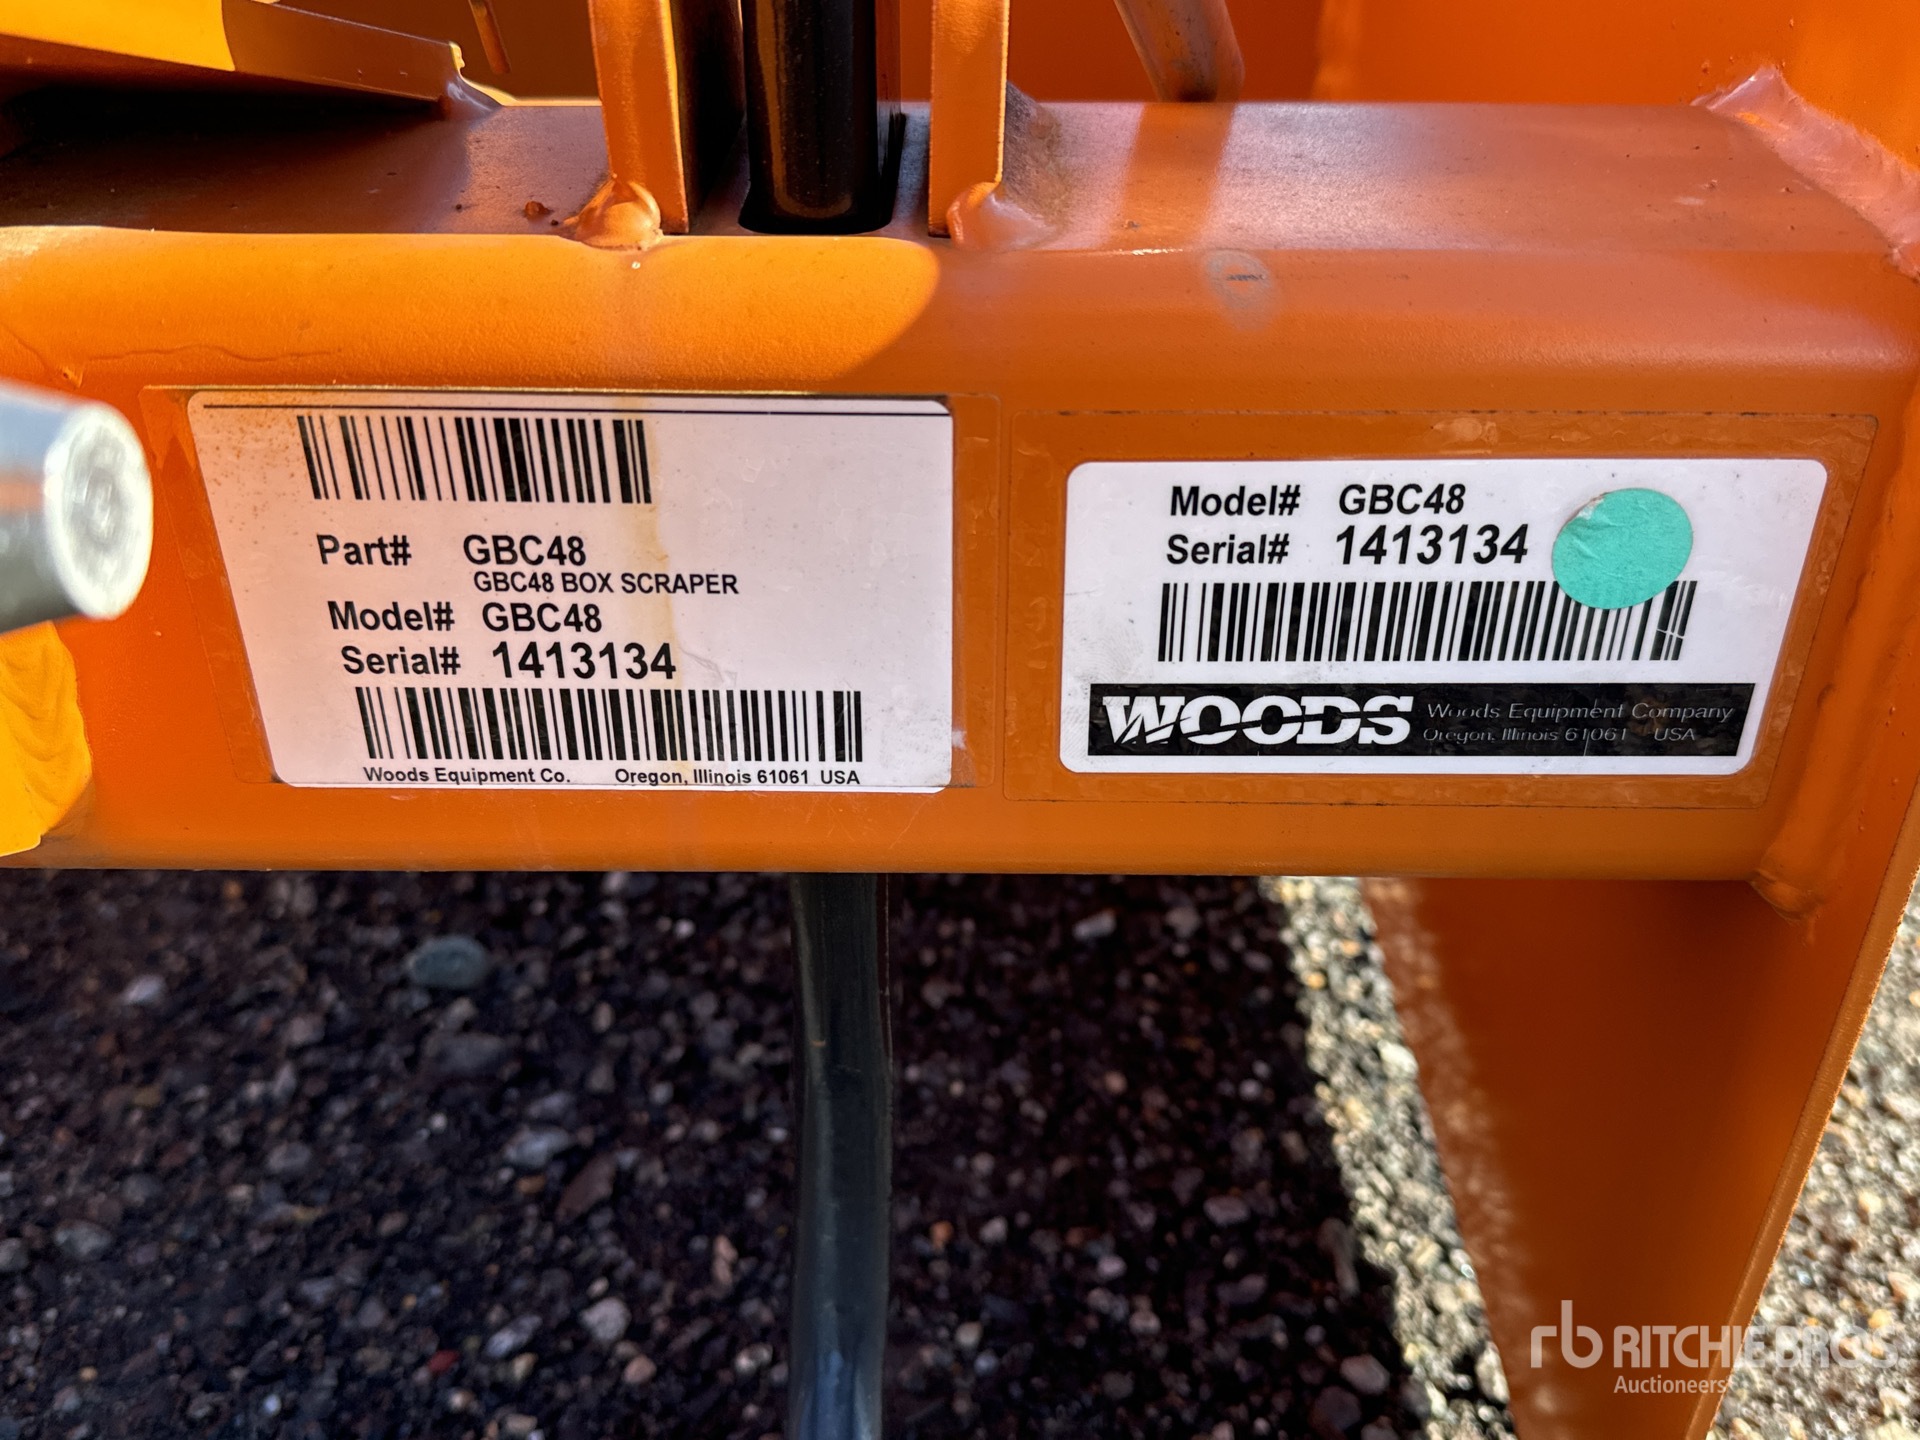 Part# GBC48
GBC48 BOX SCRAPER
Model# GBC48
Serial# 1413134
Woods Equipment Co. Oregon, Illinois 61061 USA
Model# GBC48
Serial# 1413134
WOODS
Woods Equipment Company
Oregon, Illinois 61061 USA
rb RITCHIE BROS.
Auctioneers